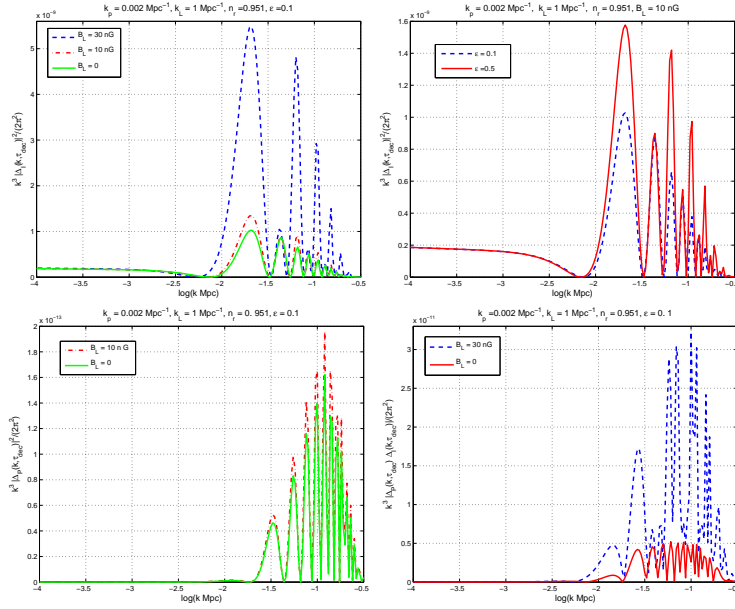 k_p = 0.002 Mpc^-1, k_L = 1 Mpc^-1, n_r=0.951, ε=0.1
x 10^-9
B_L = 30 nG
B_L = 10 nG
B_L = 0
k^3 |Δ_I(k,τ_dec)|^2/(2π^2)
5
4
3
2
1
0
-4 -3.5 -3 -2.5 -2 -1.5 -1 -0.5
log(k Mpc)
k_p = 0.002 Mpc^-1, k_L= 1 Mpc^-1, n_r=0.951, B_L = 10 nG
x 10^-9
ε = 0.1
ε =0.5
k^3 |Δ_I(k,τ_dec)|^2/(2π^2)
1.6
1.4
1.2
1
0.8
0.6
0.4
0.2
0
-4 -3.5 -3 -2.5 -2 -1.5 -1 -0.5
log(k Mpc)
k_p = 0.002 Mpc^-1, k_L= 1 Mpc^-1, n_r= 0. 951, ε = 0.1
x 10^-13
B_L = 10 n G
B_L = 0
k^3 |Δ_P(k,τ_dec)|^2/(2π^2)
2
1.8
1.6
1.4
1.2
1
0.8
0.6
0.4
0.2
0
-4 -3.5 -3 -2.5 -2 -1.5 -1 -0.5
log(k Mpc)
k_p =0.002 Mpc^-1, k_L= 1 Mpc^-1, n_r= 0.951, ε = 0. 1
x 10^-11
B_L = 30 nG
B_L = 0
k^3 |Δ_P(k,τ_dec) Δ_I(k,τ_dec)|/(2π^2)
3
2.5
2
1.5
1
0.5
0
-4 -3.5 -3 -2.5 -2 -1.5 -1 -0.5
log(k Mpc)